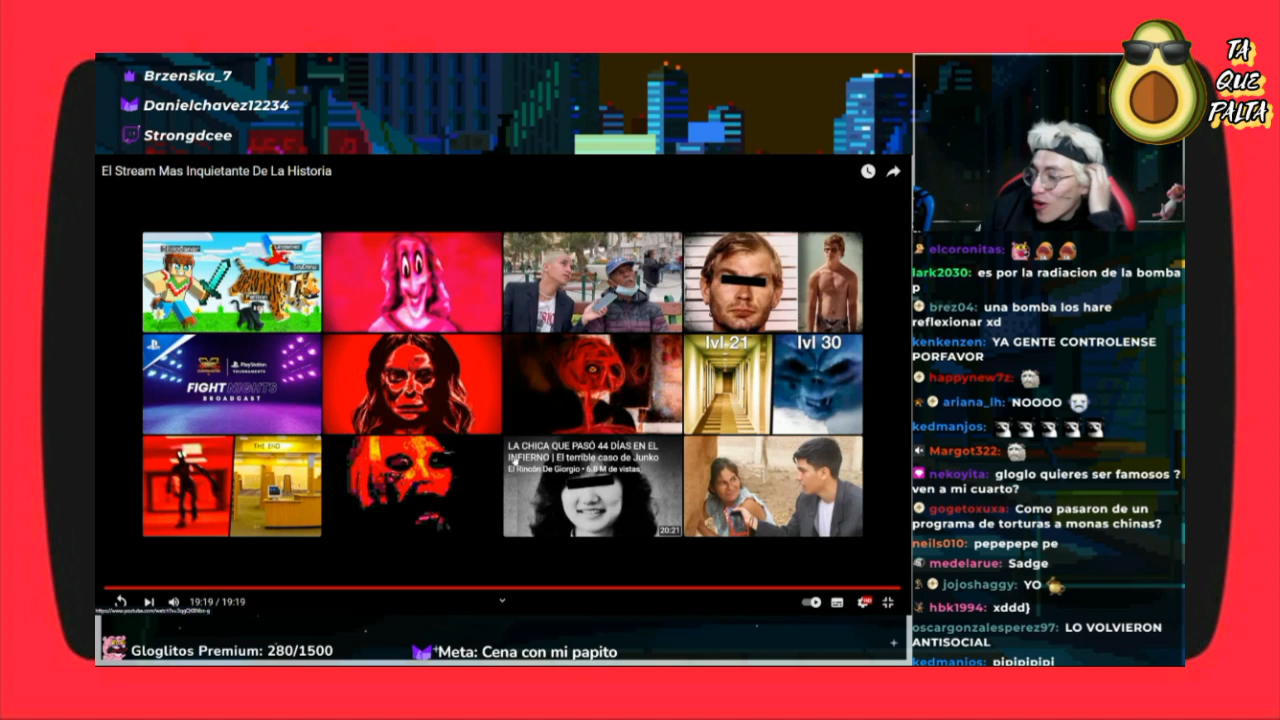 TA
QUE
PALTA
Brzenska_7
Danielchavez12234
Strongdcee
El Stream Mas Inquietante De La Historia
PlayStation
TOURNAMENTS
FIGHT NIGHTS
BROADCAST
lvl 21
lvl 30
THE END
LA CHICA QUE PASÓ 44 DÍAS EN EL
INFIERNO | El terrible caso de Junko
El Rincón De Giorgio • 6.8 M de vistas
20:21
19:19 / 19:19
Gloglitos Premium: 280/1500
Meta: Cena con mi papito
elcoronitas:
lark2030: es por la radiacion de la bomba
p
brez04: una bomba los hare
reflexionar xd
kenkenzen: YA GENTE CONTROLENSE
PORFAVOR
happynew7z:
ariana_lh: NOOOO
kedmanjos:
Margot322:
nekoyita: gloglo quieres ser famosos ?
ven a mi cuarto?
gogetoxuxa: Como pasaron de un
programa de torturas a monas chinas?
neils010: pepepepe pe
medelarue: Sadge
jojoshaggy: YO
hbk1994: xddd}
oscargonzalesperez97: LO VOLVIERON
ANTISOCIAL
kedmanjos: pipipipipi